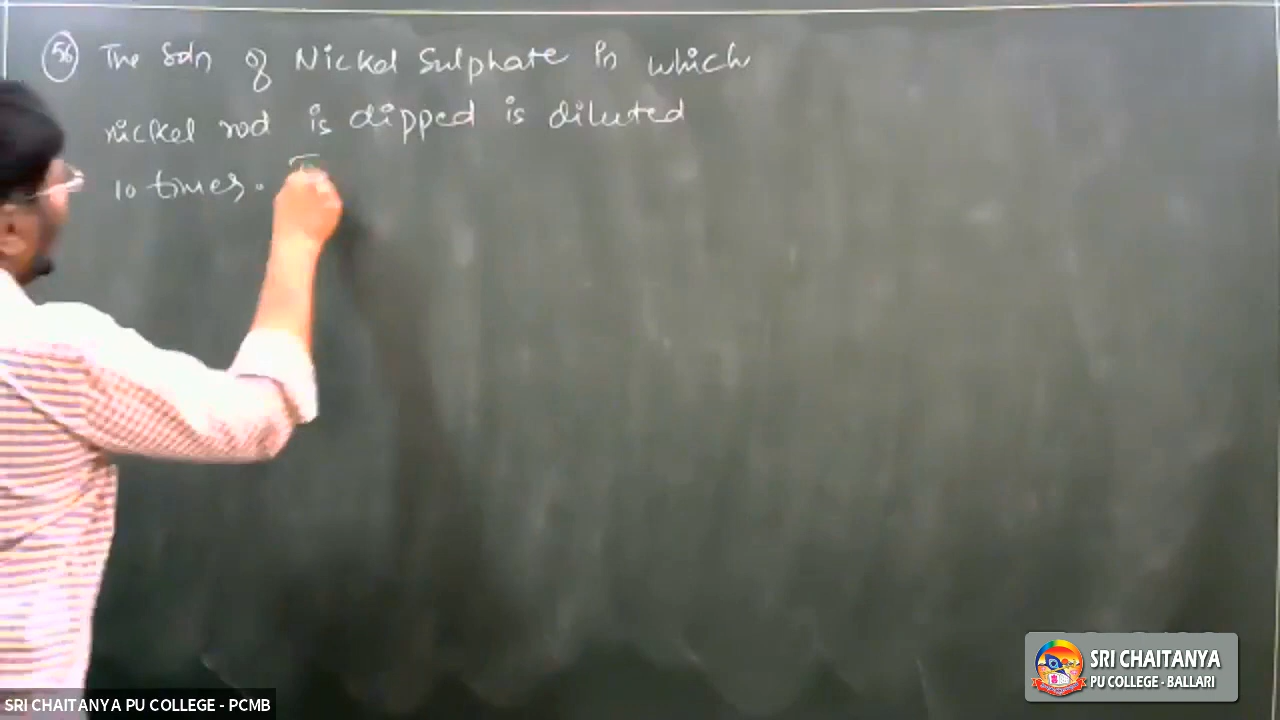 56 The Soln of Nickel Sulphate in which
nickel rod is dipped is diluted
10 times.
SRI CHAITANYA
PU COLLEGE - BALLARI
SRI CHAITANYA PU COLLEGE - PCMB